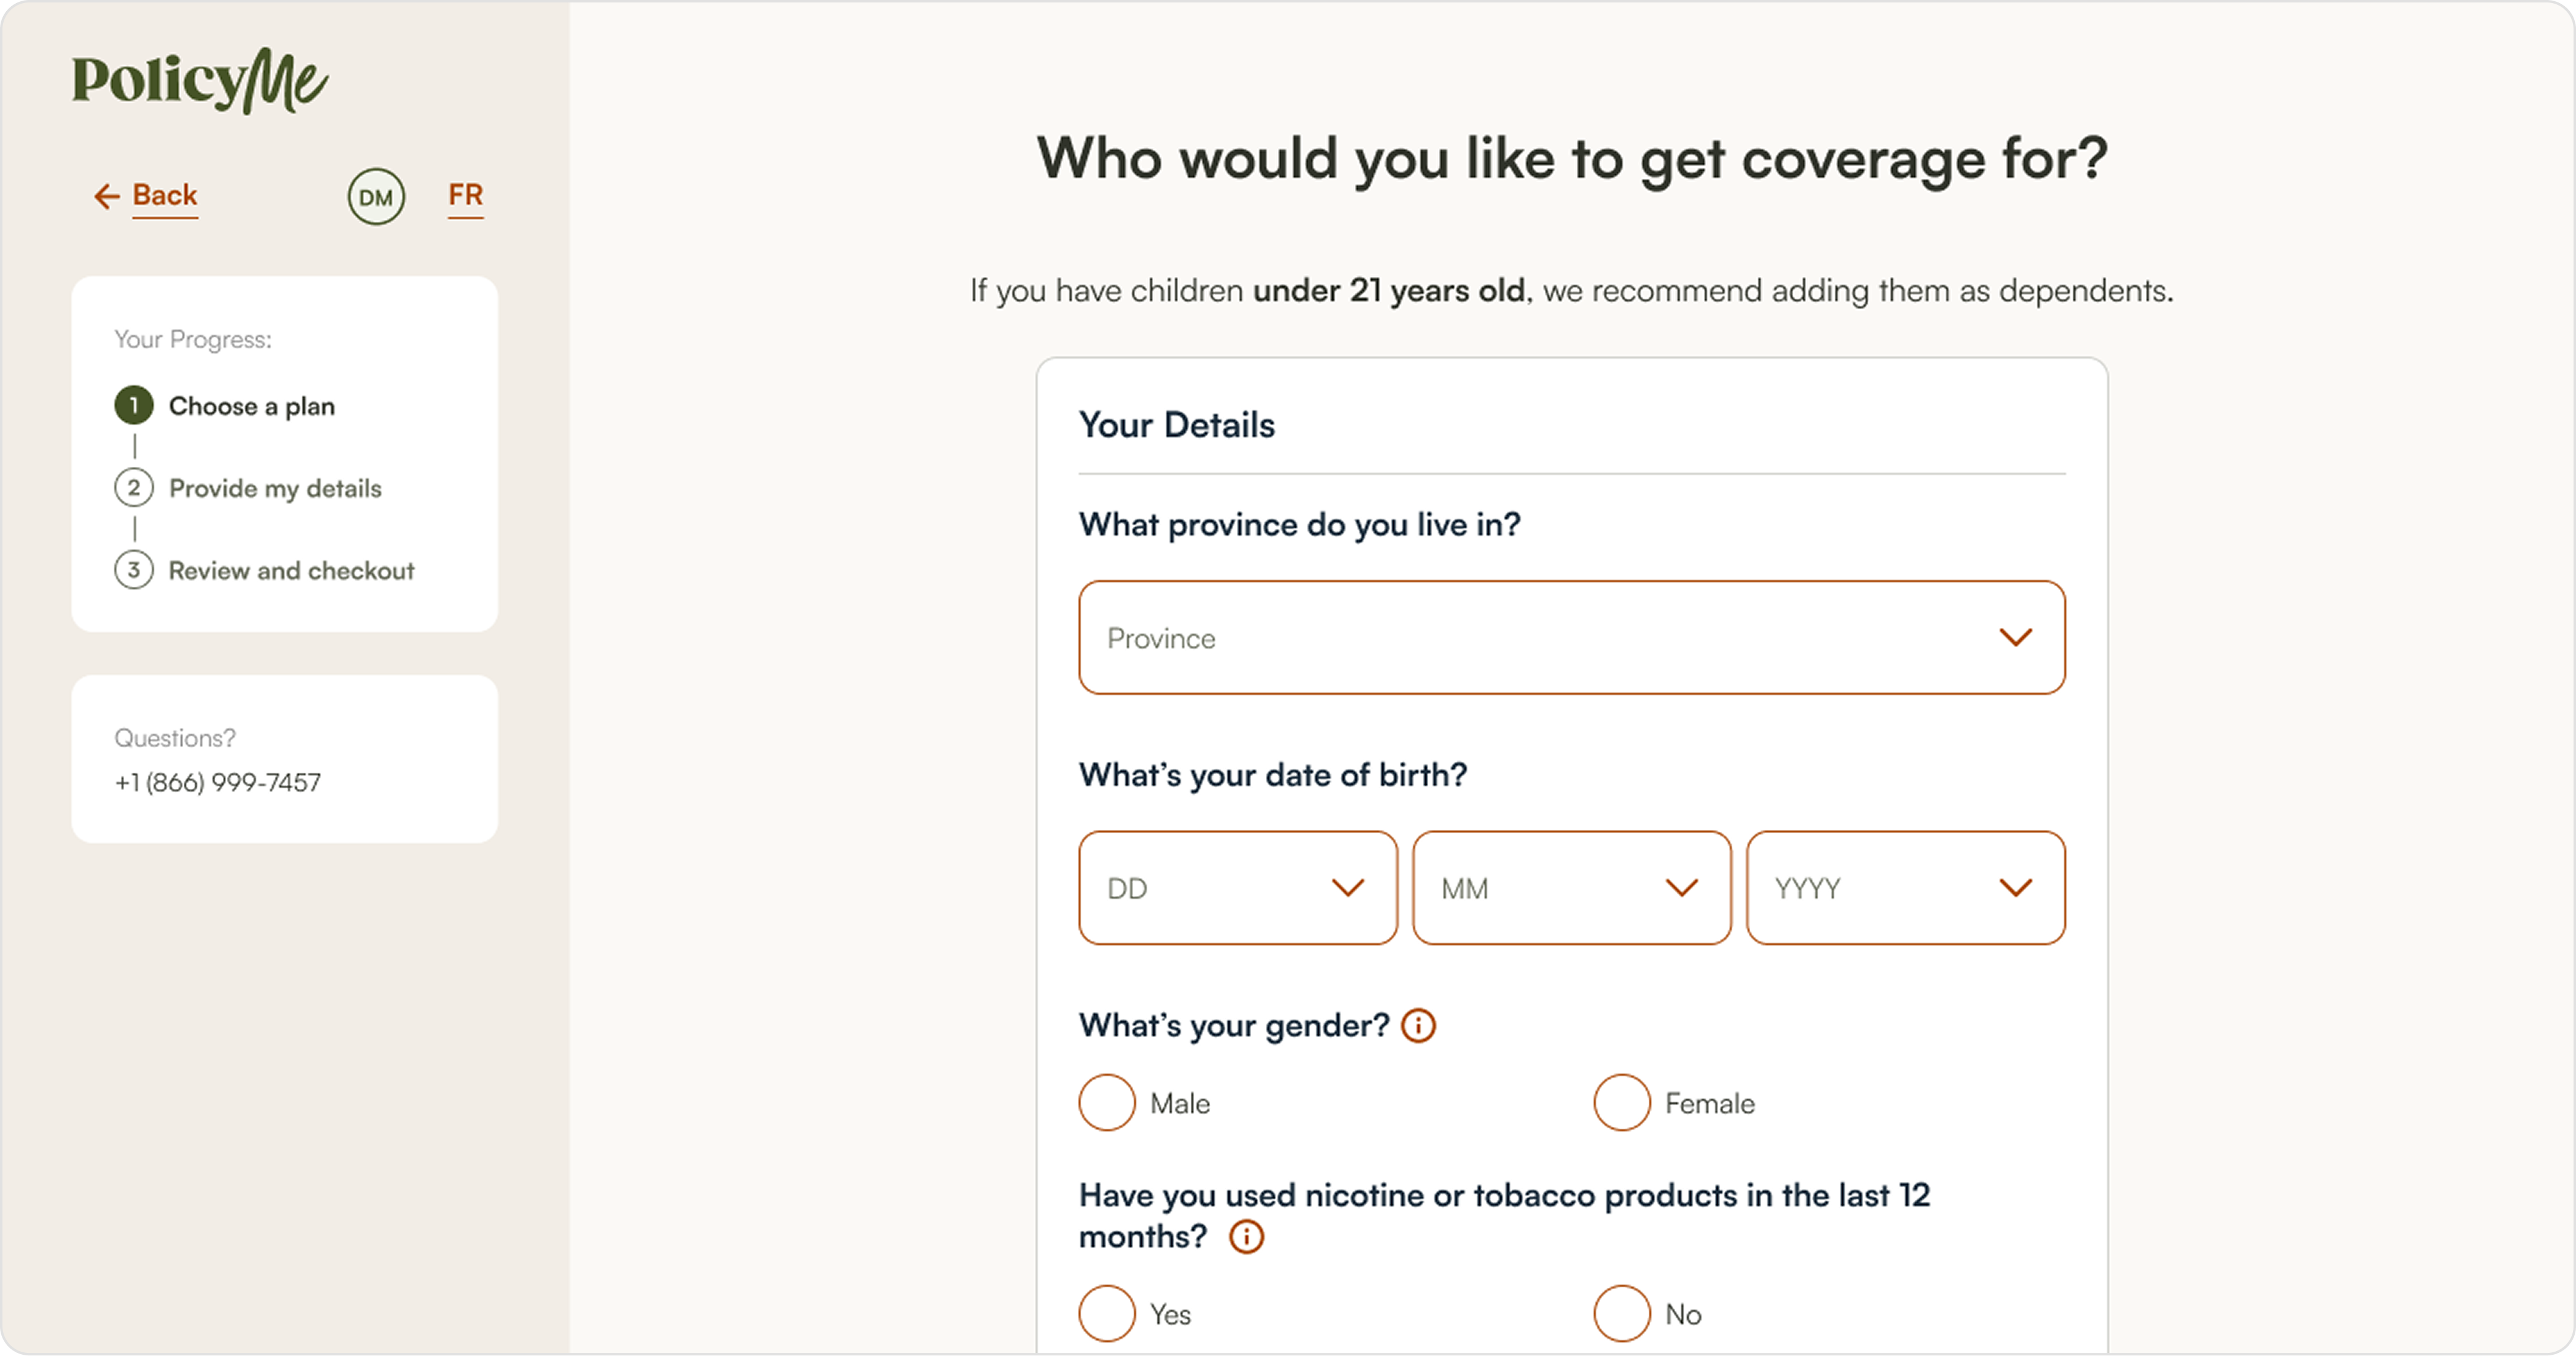 PolicyMe
Back
DM
FR
Your Progress:
1 Choose a plan
2 Provide my details
3 Review and checkout
Questions?
+1 (866) 999-7457
Who would you like to get coverage for?
If you have children under 21 years old, we recommend adding them as dependents.
Your Details
What province do you live in?
Province
What’s your date of birth?
DD
MM
YYYY
What’s your gender?
Male
Female
Have you used nicotine or tobacco products in the last 12
months?
Yes
No